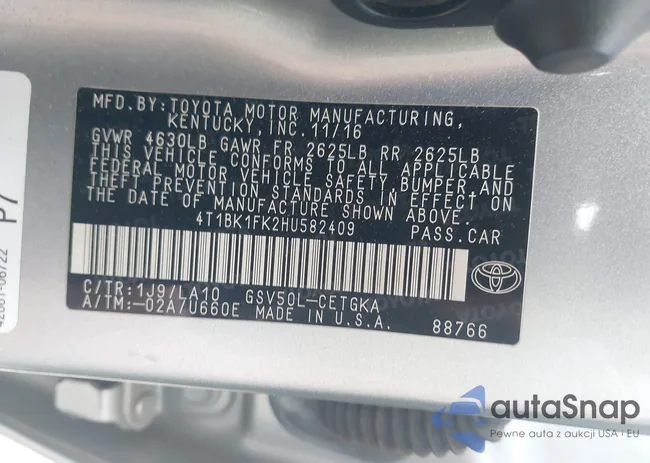 MFD. BY: TOYOTA MOTOR MANUFACTURING,
KENTUCKY, INC. 11/16
GVWR 4630LB GAWR FR 2625LB RR 2625LB
THIS VEHICLE CONFORMS TO ALL APPLICABLE
FEDERAL MOTOR VEHICLE SAFETY, BUMPER, AND
THEFT PREVENTION STANDARDS IN EFFECT ON
THE DATE OF MANUFACTURE SHOWN ABOVE.
4T1BK1FK2HU582409 PASS. CAR
C/TR: 1J9/LA10 GSV50L-CETGKA
A/TM: -02A/U660E MADE IN U.S.A.
88766
P7
autoSnap
Pewne auta z aukcji USA i EU